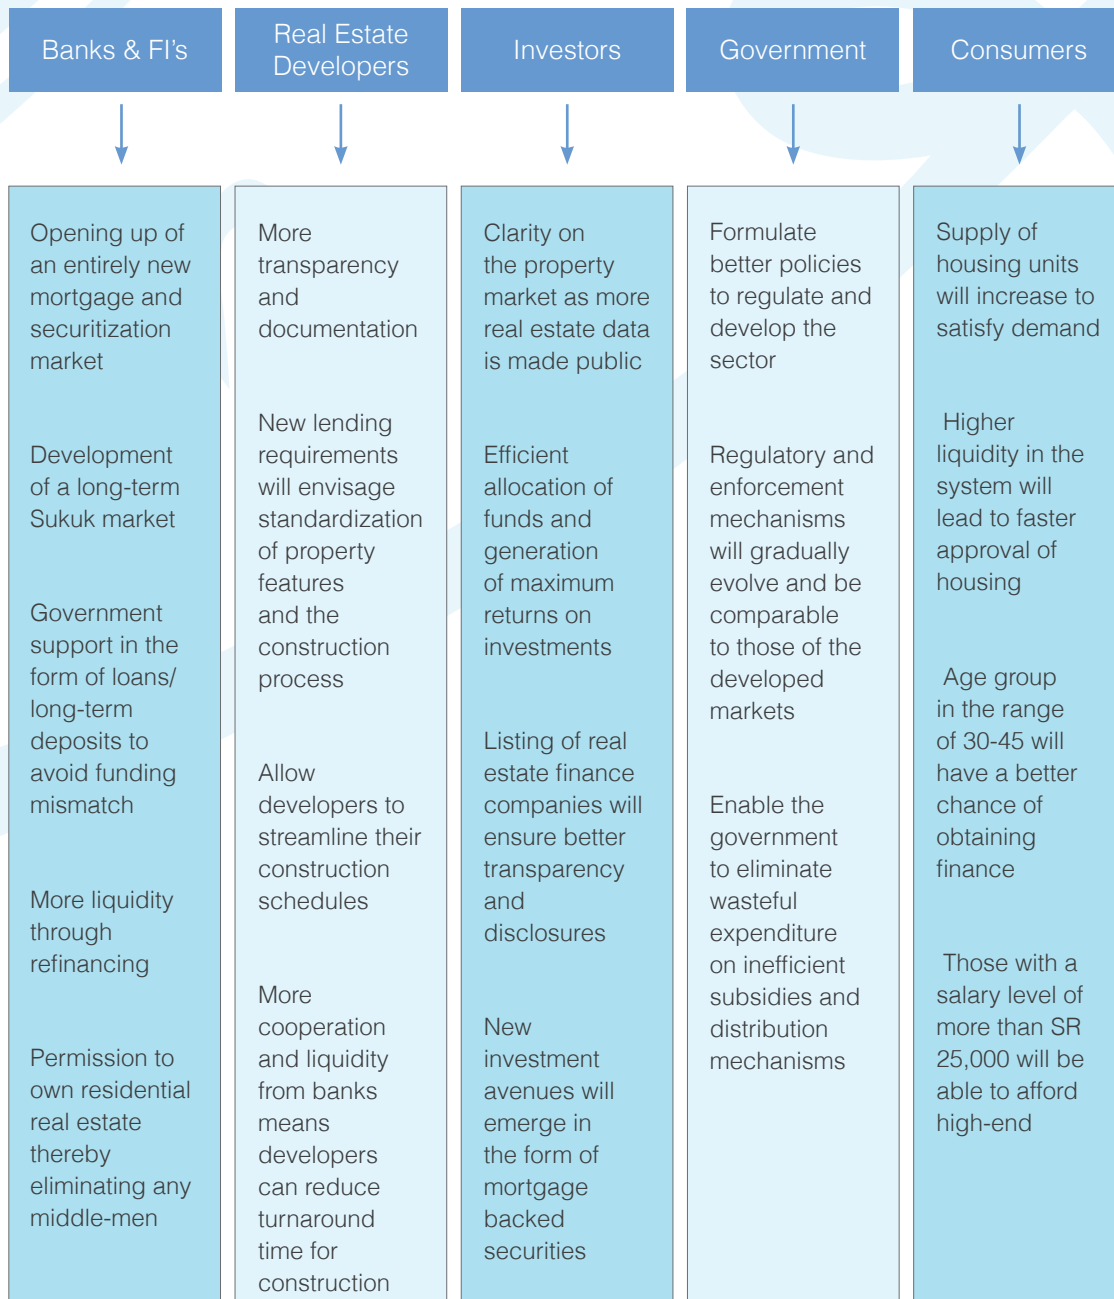 Banks & FI's
Real Estate
Developers
Investors
Government
Consumers
Opening up of
an entirely new
mortgage and
securitization
market
Development
of a long-term
Sukuk market
Government
support in the
form of loans/
long-term
deposits to
avoid funding
mismatch
More liquidity
through
refinancing
Permission to
own residential
real estate
thereby
eliminating any
middle-men
More
transparency
and
documentation
New lending
requirements
will envisage
standardization
of property
features
and the
construction
process
Allow
developers to
streamline their
construction
schedules
More
cooperation
and liquidity
from banks
means
developers
can reduce
turnaround
time for
construction
Clarity on
the property
market as more
real estate data
is made public
Efficient
allocation of
funds and
generation
of maximum
returns on
investments
Listing of real
estate finance
companies will
ensure better
transparency
and
disclosures
New
investment
avenues will
emerge in
the form of
mortgage
backed
securities
Formulate
better policies
to regulate and
develop the
sector
Regulatory and
enforcement
mechanisms
will gradually
evolve and be
comparable
to those of the
developed
markets
Enable the
government
to eliminate
wasteful
expenditure
on inefficient
subsidies and
distribution
mechanisms
Supply of
housing units
will increase to
satisfy demand
Higher
liquidity in the
system will
lead to faster
approval of
housing
Age group
in the range
of 30-45 will
have a better
chance of
obtaining
finance
Those with a
salary level of
more than SR
25,000 will be
able to afford
high-end